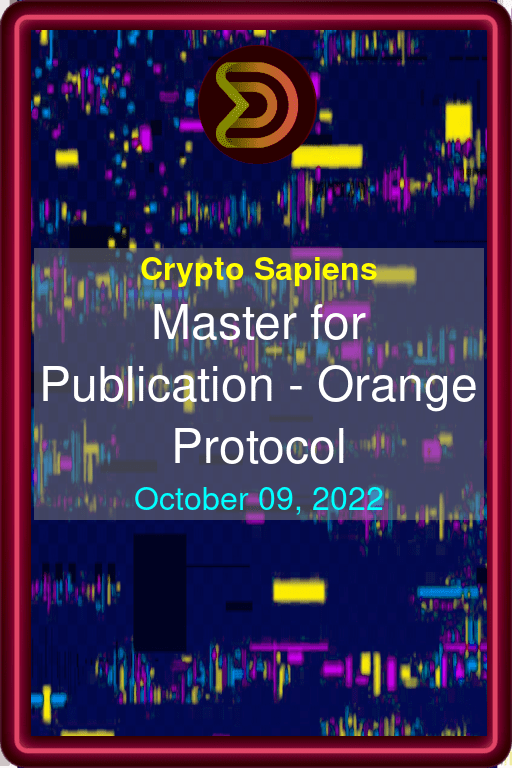 Crypto Sapiens
Master for
Publication - Orange
Protocol
October 09, 2022